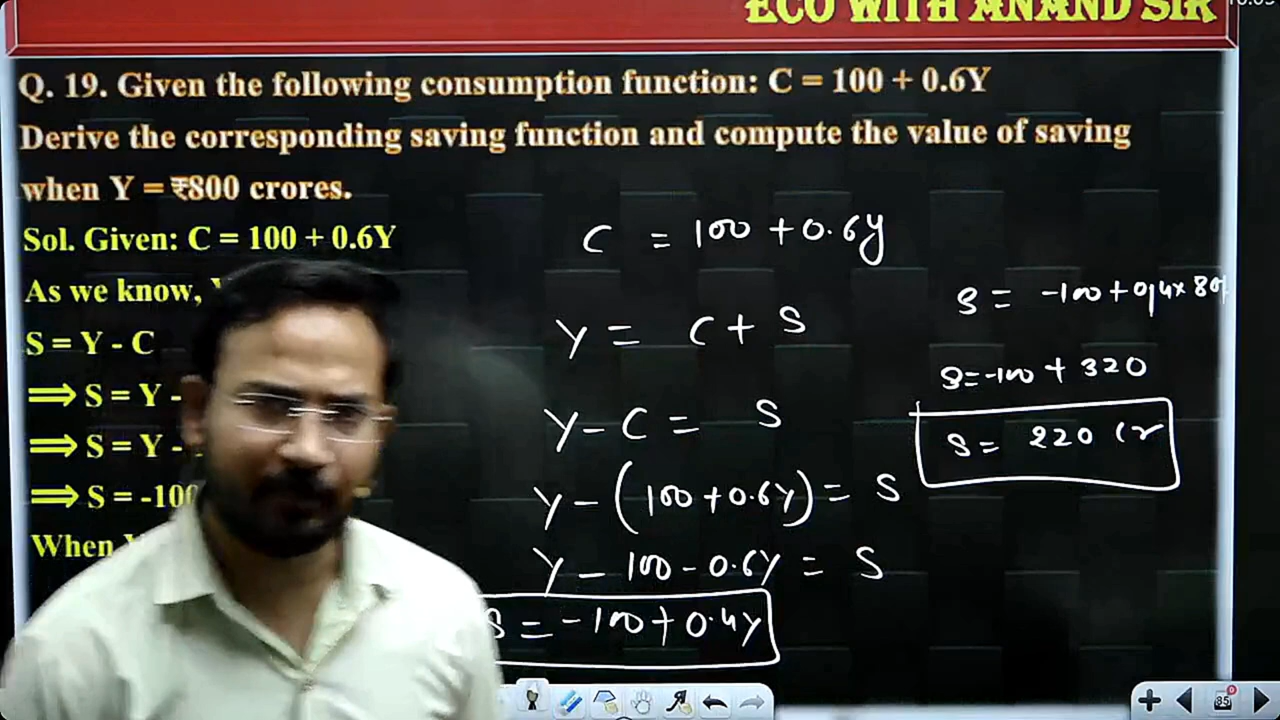 ECO WITH ANAND SIR
Q. 19. Given the following consumption function: C = 100 + 0.6Y
Derive the corresponding saving function and compute the value of saving
when Y = ₹800 crores.
Sol. Given: C = 100 + 0.6Y
As we know,
S = Y - C
⟹ S = Y -
⟹ S = Y -
⟹ S = -100
When
C = 100 + 0.6y
Y = C + S
Y - C = S
Y - (100 + 0.6Y) = S
Y - 100 - 0.6Y = S
S = -100 + 0.4Y
S = -100 + 0.4 × 80
S = -100 + 320
S = 220 Cr
85